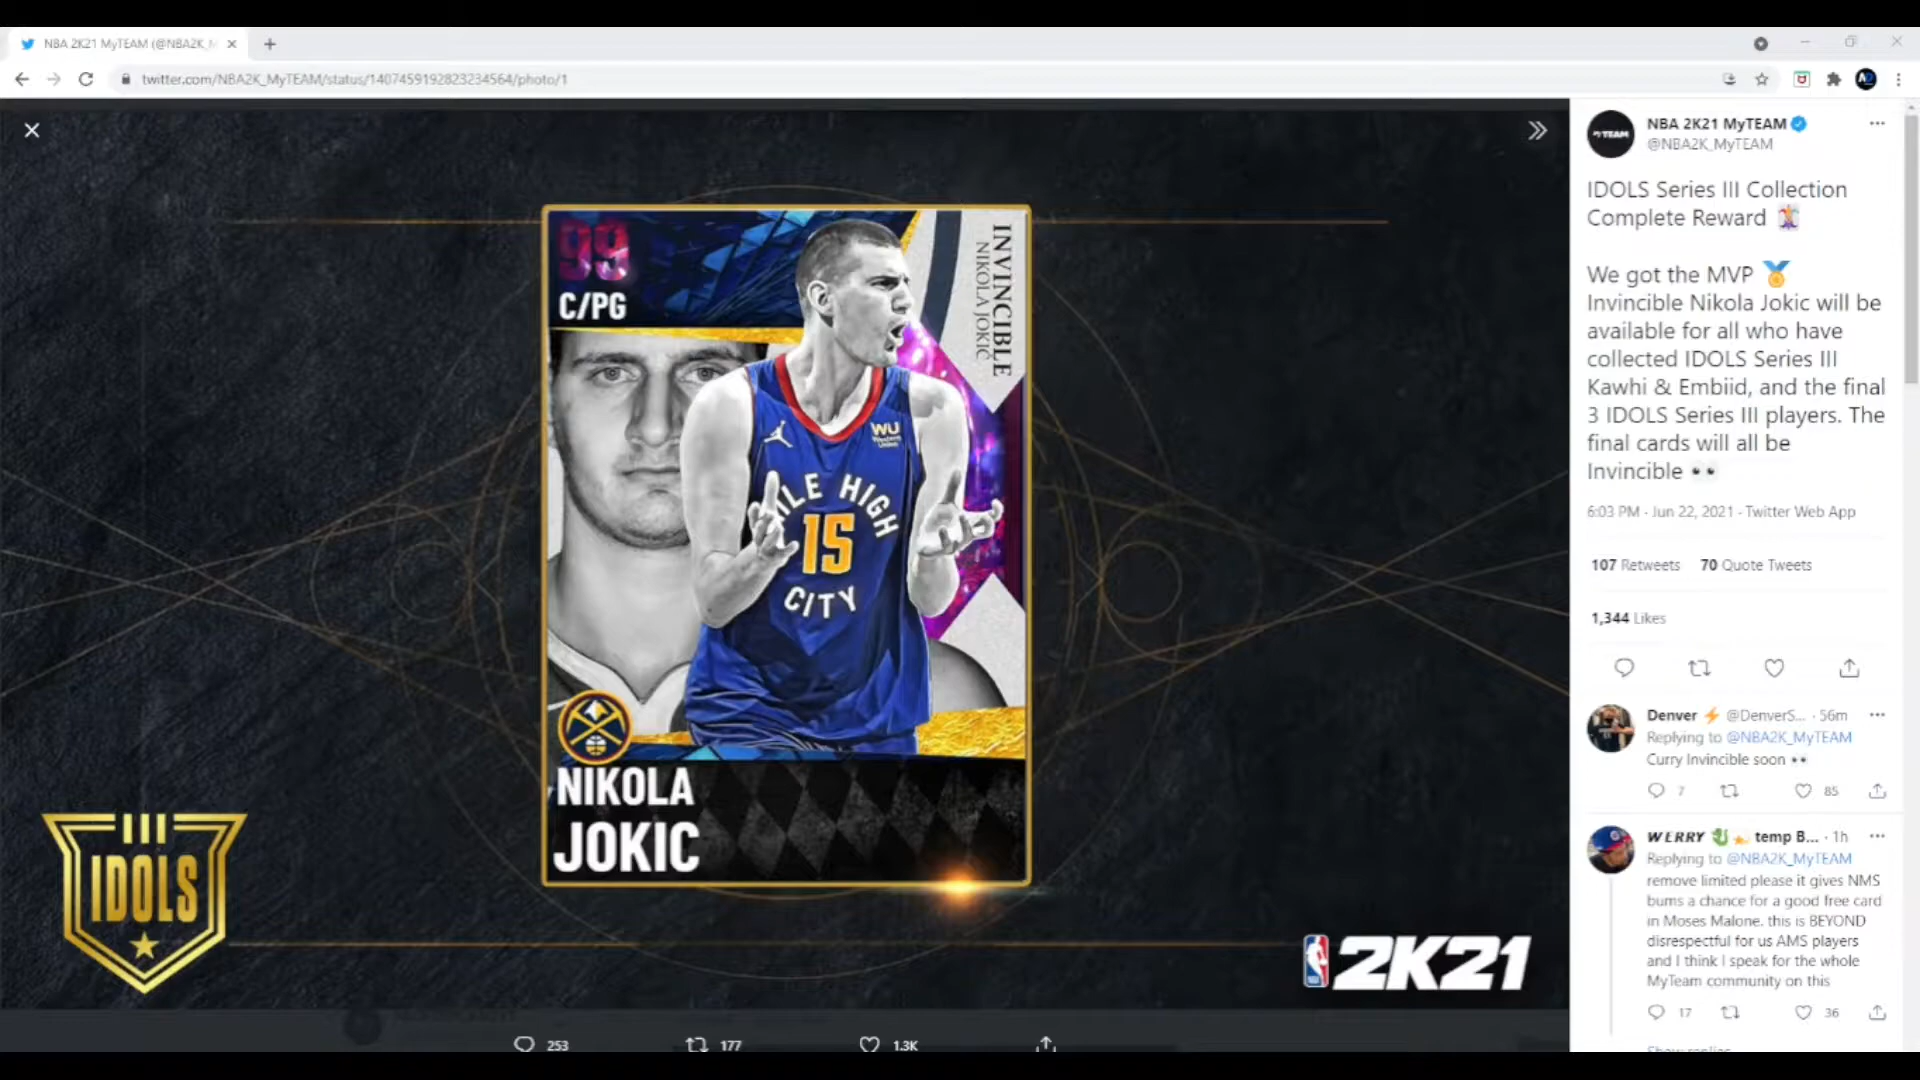 NBA 2K21 MyTEAM (@NBA2K_M
twitter.com/NBA2K_MyTEAM/status/1407459192823234564/photo/1
99
C/PG
INVINCIBLE
NIKOLA JOKIC
WU
Western
Union
MILE HIGH
15
CITY
NIKOLA
JOKIC
III
IDOLS
NBA
2K21
253
177
1.3K
MYTEAM
NBA 2K21 MyTEAM
@NBA2K_MyTEAM
IDOLS Series III Collection
Complete Reward 🃏
We got the MVP 🏅
Invincible Nikola Jokic will be
available for all who have
collected IDOLS Series III
Kawhi & Embiid, and the final
3 IDOLS Series III players. The
final cards will all be
Invincible 👀
6:03 PM · Jun 22, 2021 · Twitter Web App
107 Retweets 70 Quote Tweets
1,344 Likes
Denver ⚡ @DenverS... · 56m
Replying to @NBA2K_MyTEAM
Curry Invincible soon 👀
7
85
WERRY temp B... · 1h
Replying to @NBA2K_MyTEAM
remove limited please it gives NMS
bums a chance for a good free card
in Moses Malone. this is BEYOND
disrespectful for us AMS players
and I think I speak for the whole
MyTeam community on this
17
36
Show replies